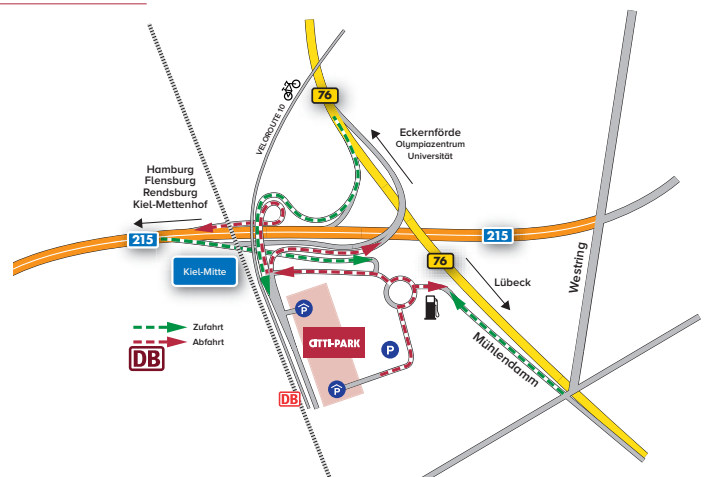 76
VELOROUTE 10
Eckernförde
Olympiazentrum
Universität
Hamburg
Flensburg
Rendsburg
Kiel-Mettenhof
215
215
76
Kiel-Mitte
Lübeck
Westring
Zufahrt
Abfahrt
DB
P
CITTI-PARK
P
Mühlendamm
P
DB